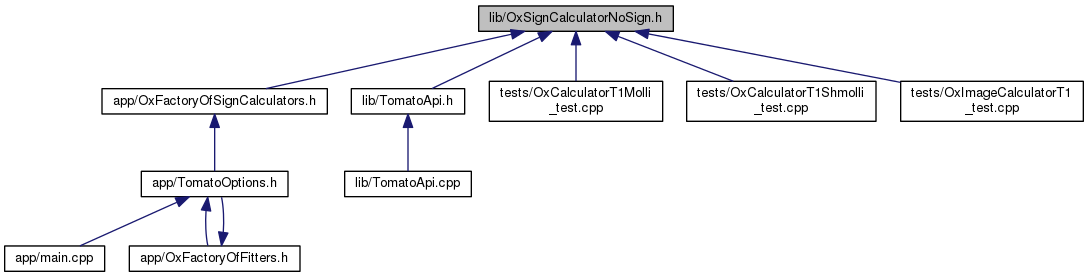 lib/OxSignCalculatorNoSign.h
app/OxFactoryOfSignCalculators.h
lib/TomatoApi.h
tests/OxCalculatorT1Molli
_test.cpp
tests/OxCalculatorT1Shmolli
_test.cpp
tests/OxImageCalculatorT1
_test.cpp
app/TomatoOptions.h
lib/TomatoApi.cpp
app/main.cpp
app/OxFactoryOfFitters.h